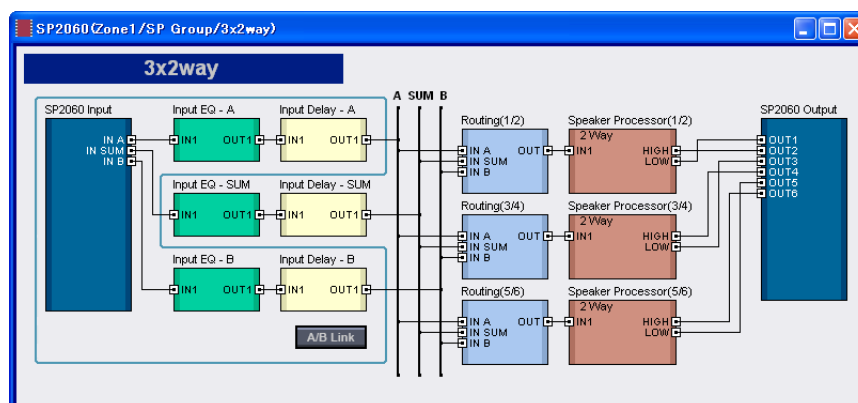 SP2060(Zone1/SP Group/3x2way)
3x2way
A SUM B
SP2060 Input
Input EQ - A
Input Delay - A
Routing(1/2)
Speaker Processor(1/2)
SP2060 Output
2 Way
IN A
IN SUM
IN B
IN1 OUT1
IN1 OUT1
IN A OUT
IN SUM
IN B
IN1 HIGH
LOW
OUT1
OUT2
OUT3
OUT4
OUT5
OUT6
Input EQ - SUM
Input Delay - SUM
Routing(3/4)
Speaker Processor(3/4)
2 Way
IN1 OUT1
IN1 OUT1
IN A OUT
IN SUM
IN B
IN1 HIGH
LOW
Input EQ - B
Input Delay - B
Routing(5/6)
Speaker Processor(5/6)
2 Way
IN1 OUT1
IN1 OUT1
IN A OUT
IN SUM
IN B
IN1 HIGH
LOW
A/B Link